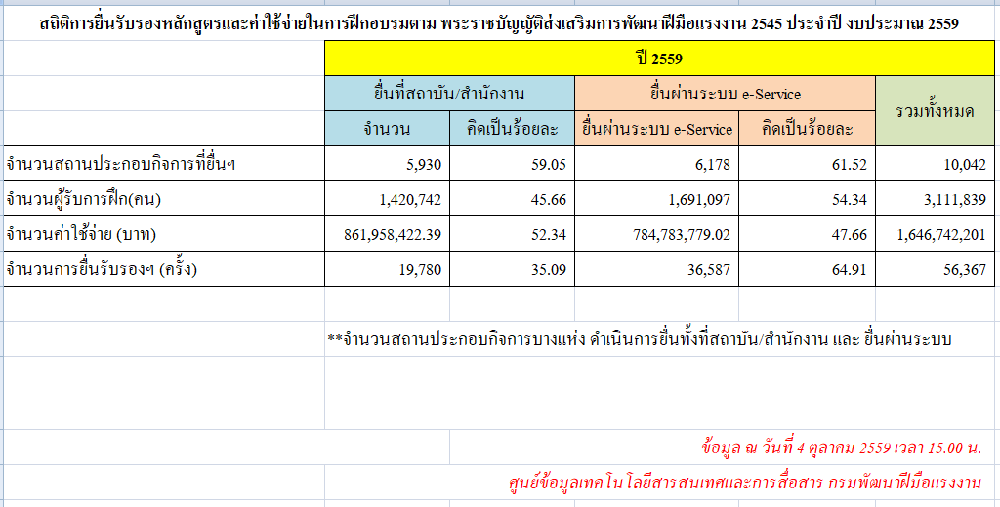 สถิติการยื่นรับรองหลักสูตรและค่าใช้จ่ายในการฝึกอบรมตาม พระราชบัญญัติส่งเสริมการพัฒนาฝีมือแรงงาน 2545 ประจำปี งบประมาณ 2559
ปี 2559
ยื่นที่สถาบัน/สำนักงาน ยื่นผ่านระบบ e-Service รวมทั้งหมด
จำนวน คิดเป็นร้อยละ ยื่นผ่านระบบ e-Service คิดเป็นร้อยละ
จำนวนสถานประกอบกิจการที่ยื่นฯ 5,930 59.05 6,178 61.52 10,042
จำนวนผู้รับการฝึก(คน) 1,420,742 45.66 1,691,097 54.34 3,111,839
จำนวนค่าใช้จ่าย (บาท) 861,958,422.39 52.34 784,783,779.02 47.66 1,646,742,201
จำนวนการยื่นรับรองฯ (ครั้ง) 19,780 35.09 36,587 64.91 56,367
**จำนวนสถานประกอบกิจการบางแห่ง ดำเนินการยื่นทั้งที่สถาบัน/สำนักงาน และ ยื่นผ่านระบบ
ข้อมูล ณ วันที่ 4 ตุลาคม 2559 เวลา 15.00 น.
ศูนย์ข้อมูลเทคโนโลยีสารสนเทศและการสื่อสาร กรมพัฒนาฝีมือแรงงาน